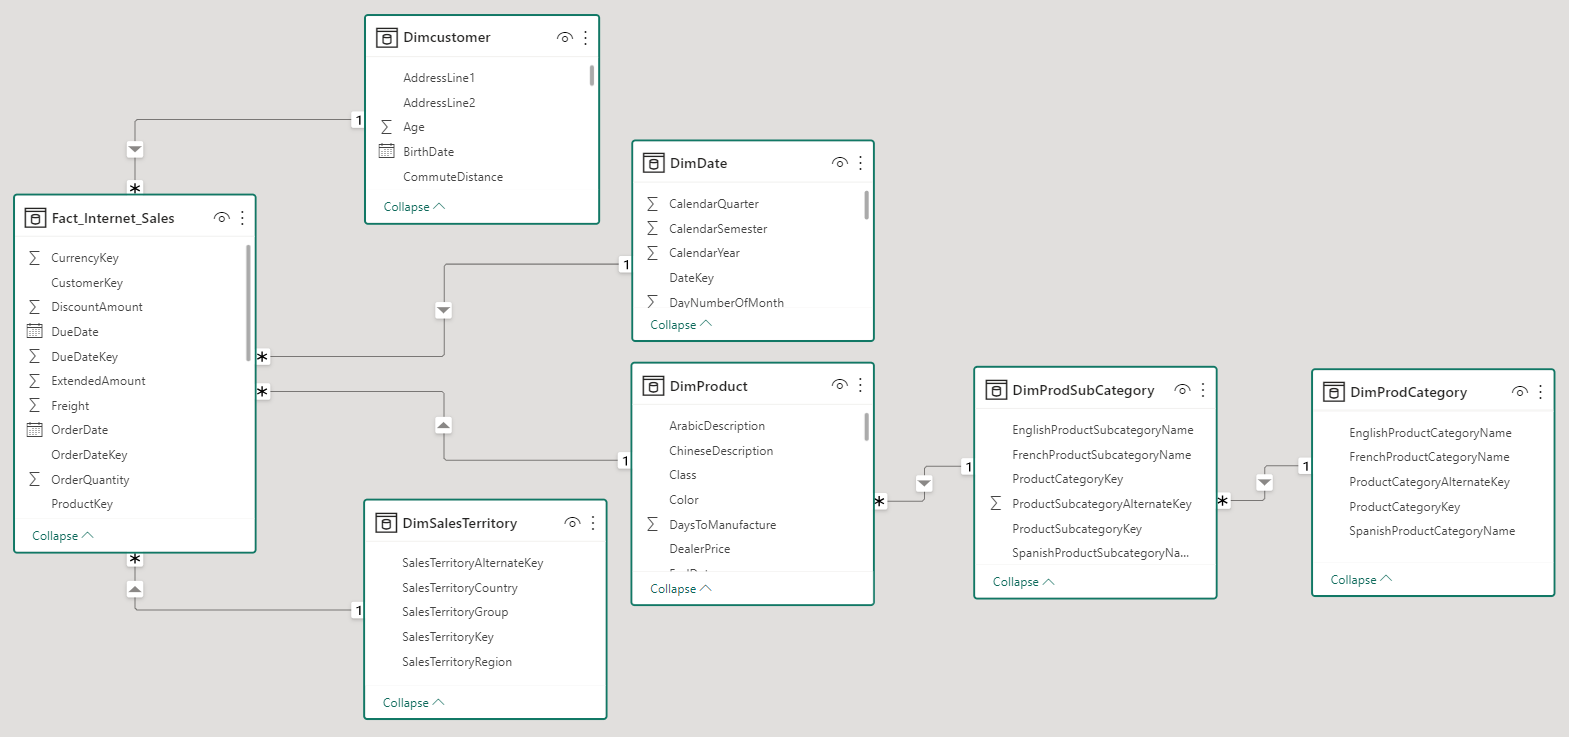 Dimcustomer
AddressLine1
AddressLine2
Age
BirthDate
CommuteDistance
Collapse
1
*
Fact_Internet_Sales
CurrencyKey
CustomerKey
DiscountAmount
DueDate
DueDateKey
ExtendedAmount
Freight
OrderDate
OrderDateKey
OrderQuantity
ProductKey
Collapse
*
*
*
DimDate
CalendarQuarter
CalendarSemester
CalendarYear
DateKey
DayNumberOfMonth
Collapse
1
DimProduct
ArabicDescription
ChineseDescription
Class
Color
DaysToManufacture
DealerPrice
Collapse
1
*
DimSalesTerritory
SalesTerritoryAlternateKey
SalesTerritoryCountry
SalesTerritoryGroup
SalesTerritoryKey
SalesTerritoryRegion
Collapse
1
DimProdSubCategory
EnglishProductSubcategoryName
FrenchProductSubcategoryName
ProductCategoryKey
ProductSubcategoryAlternateKey
ProductSubcategoryKey
SpanishProductSubcategoryNa...
Collapse
1
*
DimProdCategory
EnglishProductCategoryName
FrenchProductCategoryName
ProductCategoryAlternateKey
ProductCategoryKey
SpanishProductCategoryName
Collapse
1